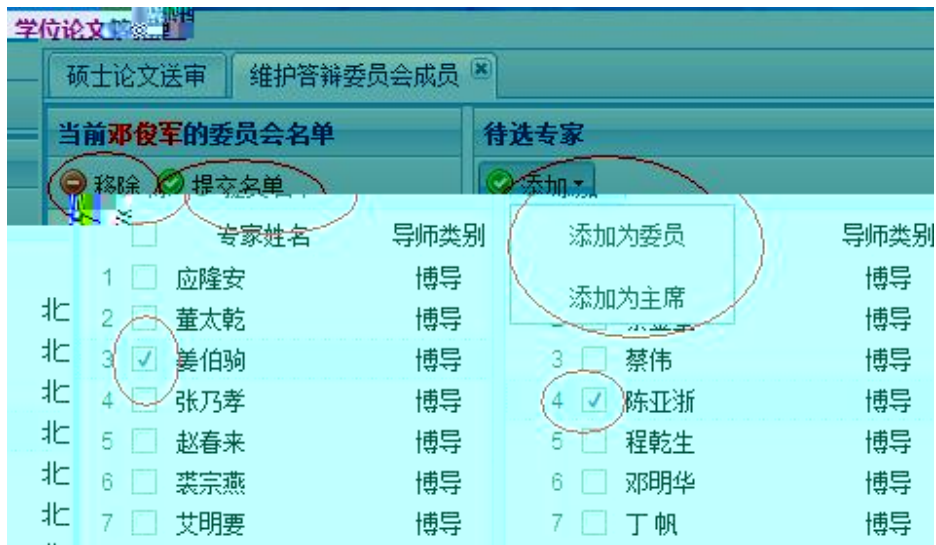 学位论文
硕士论文送审 维护答辩委员会成员
当前邓俊军的委员会名单 待选专家
移除 提交名单 添加
专家姓名 导师类别 添加为委员 导师类别
1 应隆安 博导 博导
添加为主席
北 2 董太乾 博导 博导
北 3 姜伯驹 博导 3 蔡伟 博导
北 4 张乃孝 博导 4 陈亚浙 博导
北 5 赵春来 博导 5 程乾生 博导
北 6 裘宗燕 博导 6 邓明华 博导
北 7 艾明要 博导 7 丁帆 博导